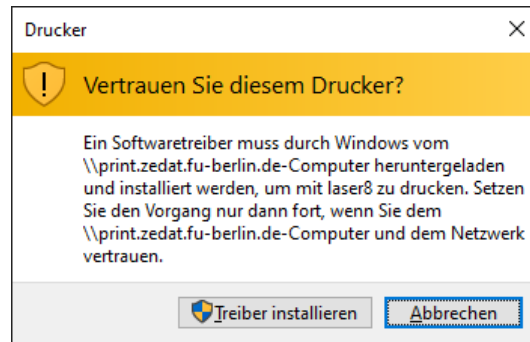 Drucker
Vertrauen Sie diesem Drucker?
Ein Softwaretreiber muss durch Windows vom
\\print.zedat.fu-berlin.de-Computer heruntergeladen
und installiert werden, um mit laser8 zu drucken. Setzen
Sie den Vorgang nur dann fort, wenn Sie dem
\\print.zedat.fu-berlin.de-Computer und dem Netzwerk
vertrauen.
Treiber installieren
Abbrechen